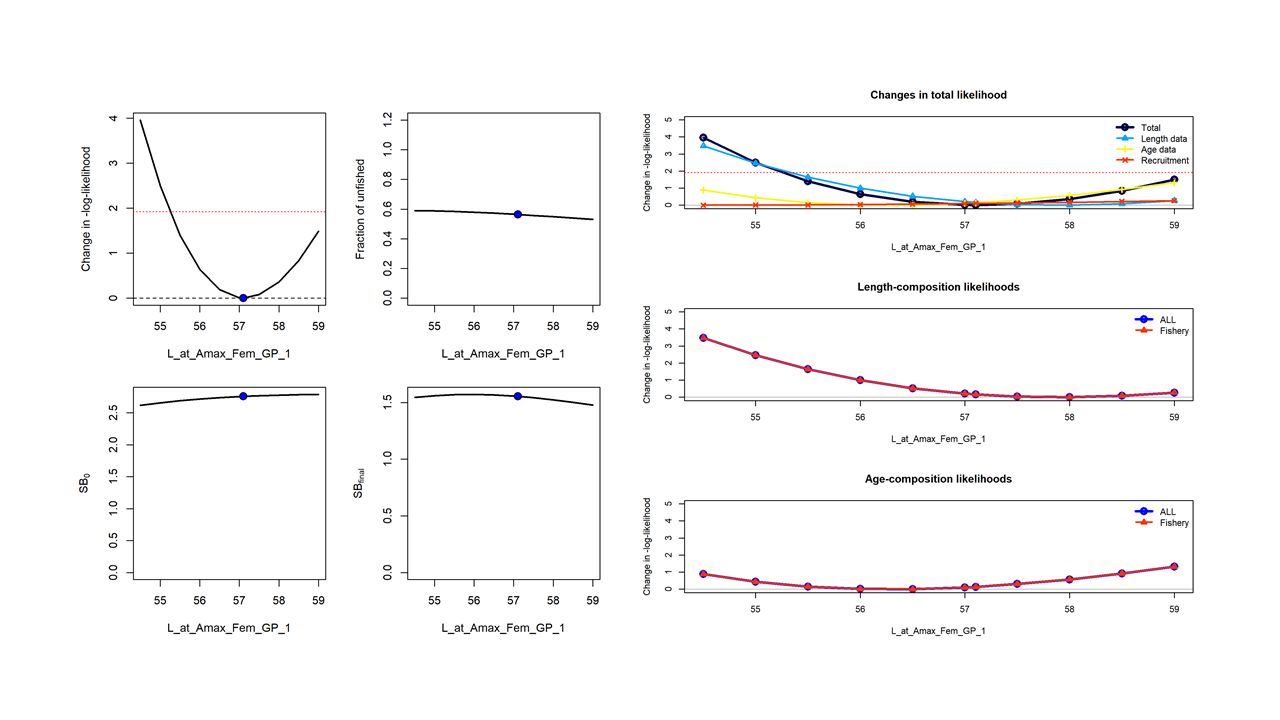 Change in -log-likelihood
4
3
2
1
0
55 56 57 58 59
L_at_Amax_Fem_GP_1
Fraction of unfished
1.2
1.0
0.8
0.6
0.4
0.2
0.0
55 56 57 58 59
L_at_Amax_Fem_GP_1
SB0
2.5
2.0
1.5
1.0
0.5
0.0
55 56 57 58 59
L_at_Amax_Fem_GP_1
SBfinal
1.5
1.0
0.5
0.0
55 56 57 58 59
L_at_Amax_Fem_GP_1
Changes in total likelihood
Change in -log-likelihood
5
4
3
2
1
0
Total
Length data
Age data
Recruitment
55 56 57 58 59
L_at_Amax_Fem_GP_1
Length-composition likelihoods
Change in -log-likelihood
5
4
3
2
1
0
ALL
Fishery
55 56 57 58 59
L_at_Amax_Fem_GP_1
Age-composition likelihoods
Change in -log-likelihood
5
4
3
2
1
0
ALL
Fishery
55 56 57 58 59
L_at_Amax_Fem_GP_1